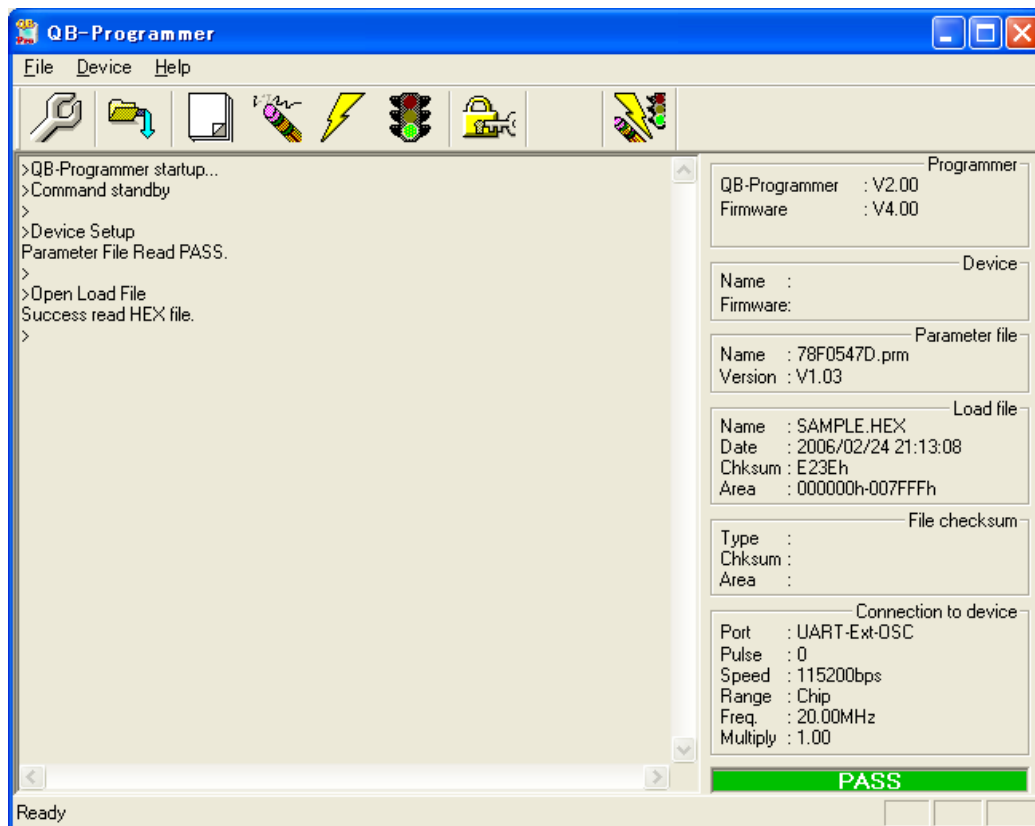 QB-Programmer
File Device Help
>QB-Programmer startup...
>Command standby
>
>Device Setup
Parameter File Read PASS.
>
>Open Load File
Success read HEX file.
>
Programmer
QB-Programmer : V2.00
Firmware : V4.00
Device
Name :
Firmware:
Parameter file
Name : 78F0547D.prm
Version : V1.03
Load file
Name : SAMPLE.HEX
Date : 2006/02/24 21:13:08
Chksum : E23Eh
Area : 000000h-007FFFh
File checksum
Type :
Chksum :
Area :
Connection to device
Port : UART-Ext-OSC
Pulse : 0
Speed : 115200bps
Range : Chip
Freq. : 20.00MHz
Multiply : 1.00
PASS
Ready